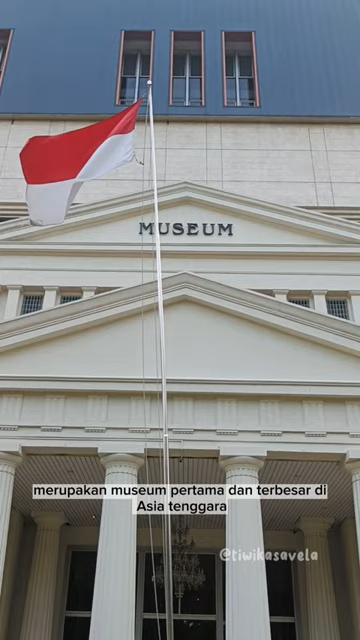 MUSEUM
merupakan museum pertama dan terbesar di
Asia tenggara
@tiwikasavela